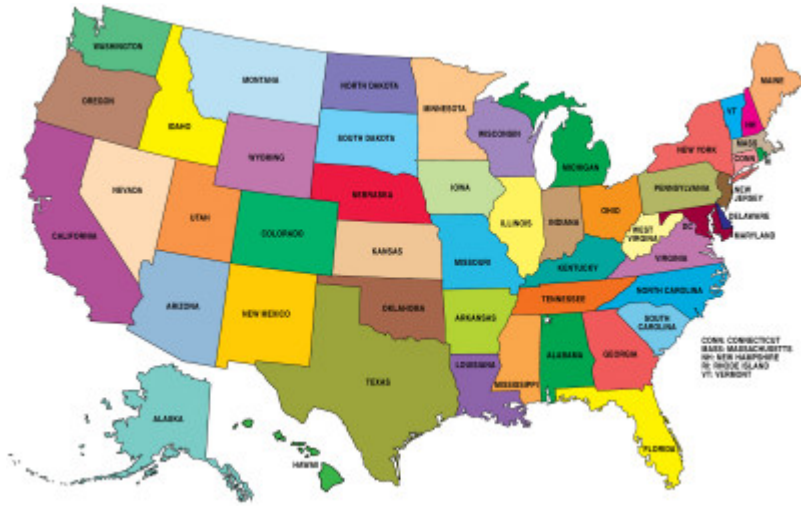 WASHINGTON
OREGON
IDAHO
MONTANA
NORTH DAKOTA
MINNESOTA
SOUTH DAKOTA
WYOMING
WISCONSIN
MICHIGAN
MAINE
VT
NH
NEW YORK
MASS
CONN
RI
NEVADA
UTAH
COLORADO
NEBRASKA
IOWA
ILLINOIS
INDIANA
OHIO
PENNSYLVANIA
NEW
JERSEY
DELAWARE
MARYLAND
DC
WEST
VIRGINIA
VIRGINIA
CALIFORNIA
KANSAS
MISSOURI
KENTUCKY
ARIZONA
NEW MEXICO
OKLAHOMA
ARKANSAS
TENNESSEE
NORTH CAROLINA
SOUTH
CAROLINA
TEXAS
LOUISIANA
MISSISSIPPI
ALABAMA
GEORGIA
FLORIDA
ALASKA
HAWAII
CONN: CONNECTICUT
MASS: MASSACHUSETTS
NH: NEW HAMPSHIRE
RI: RHODE ISLAND
VT: VERMONT